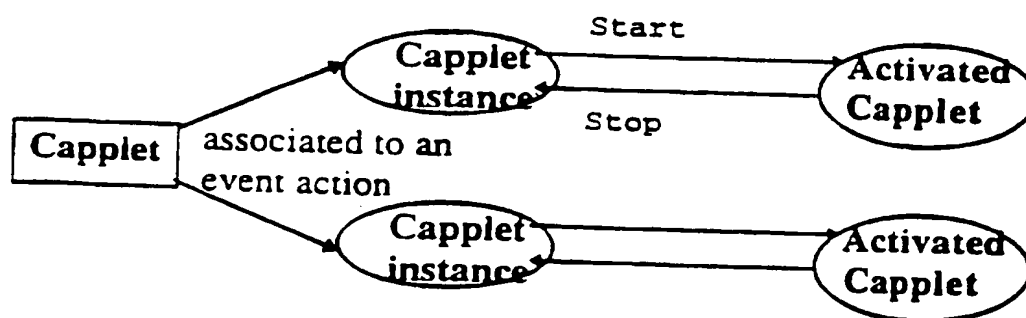 Start
Capplet
instance
Activated
Capplet
Stop
Capplet
associated to an
event action
Capplet
instance
Activated
Capplet